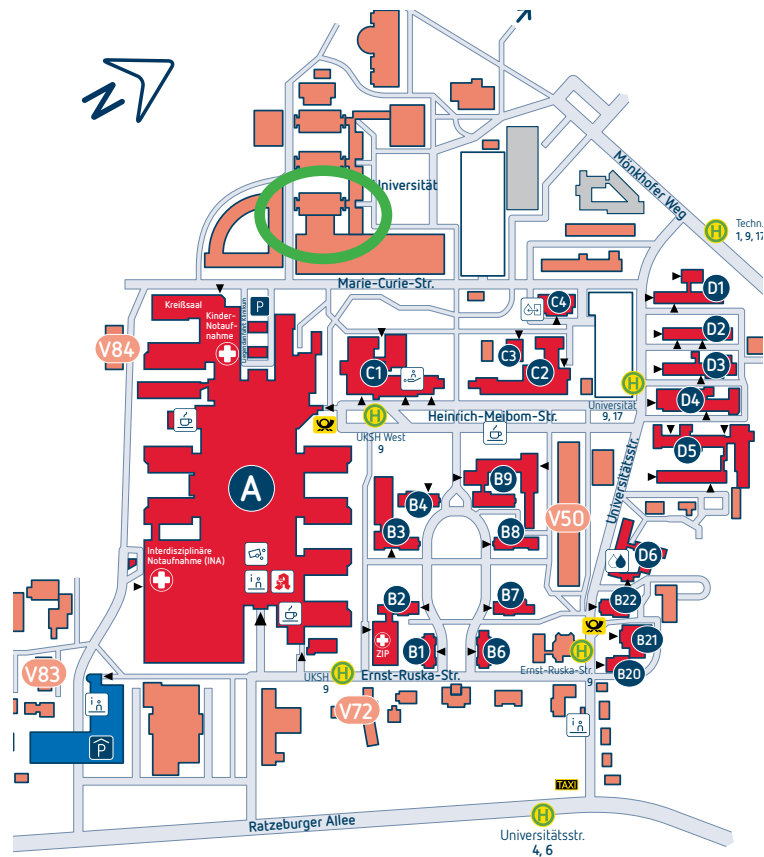 N
Universität
Mönkhofer Weg
H
Techn.
1, 9, 17
Marie-Curie-Str.
Kreißsaal
P
Kinder-
Notauf-
nahme
Liegendanfahrt Klinikum
C4
D1
D2
V84
C1
C3
C2
D3
H
Universität
9, 17
D4
H
UKSH West
9
Heinrich-Meibom-Str.
D5
A
B9
B4
V50
Universitätsstr.
B3
B8
Interdisziplinäre
Notaufnahme (INA)
D6
B2
B7
B22
ZIP
B1
B6
B21
H
Ernst-Ruska-Str.
9
B20
V83
UKSH
9
H
Ernst-Ruska-Str.
V72
P
TAXI
Ratzeburger Allee
H
Universitätsstr.
4, 6